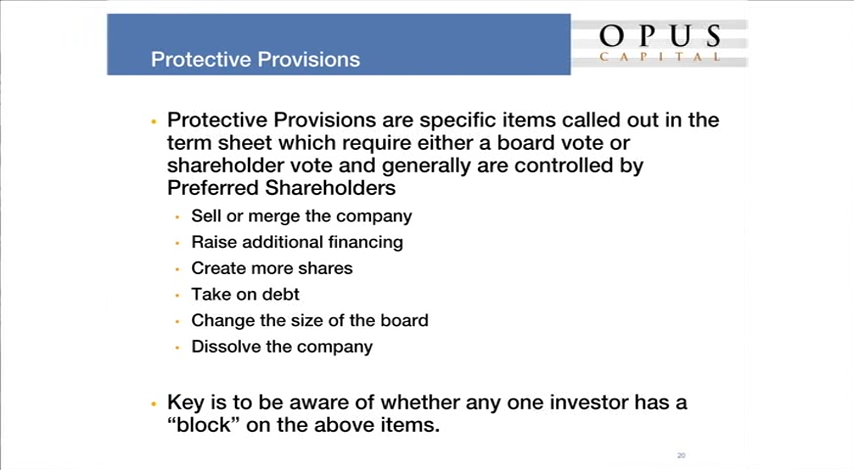 Protective Provisions
OPUS
CAPITAL
• Protective Provisions are specific items called out in the
term sheet which require either a board vote or
shareholder vote and generally are controlled by
Preferred Shareholders
• Sell or merge the company
• Raise additional financing
• Create more shares
• Take on debt
• Change the size of the board
• Dissolve the company
• Key is to be aware of whether any one investor has a
“block” on the above items.
20